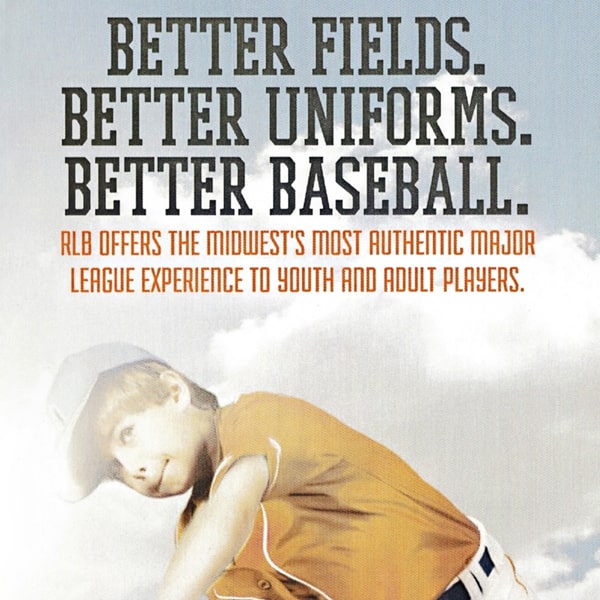 BETTER FIELDS.
BETTER UNIFORMS.
BETTER BASEBALL.
RLB OFFERS THE MIDWEST'S MOST AUTHENTIC MAJOR
LEAGUE EXPERIENCE TO YOUTH AND ADULT PLAYERS.